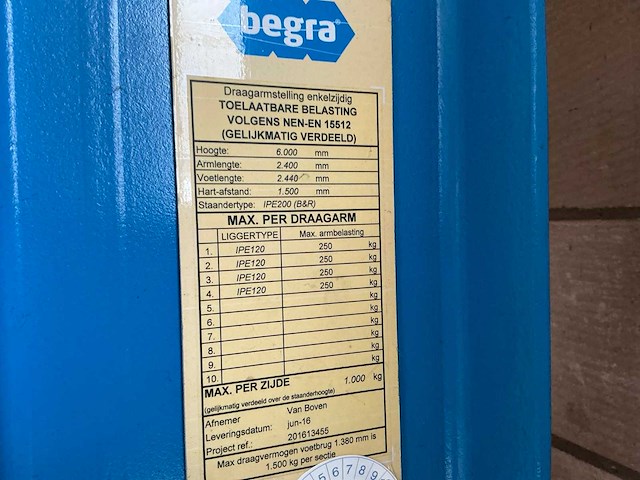 begra
Draagarmstelling enkelzijdig
TOELAATBARE BELASTING
VOLGENS NEN-EN 15512
(GELIJKMATIG VERDEELD)
Hoogte: 6.000 mm
Armlengte: 2.400 mm
Voetlengte: 2.440 mm
Hart-afstand: 1.500 mm
Staandertype: IPE200 (B&R)
MAX. PER DRAAGARM
LIGGERTYPE Max. armbelasting
1. IPE120 250 kg
2. IPE120 250 kg
3. IPE120 250 kg
4. IPE120 250 kg
5. kg
6. kg
7. kg
8. kg
9. kg
10. kg
MAX. PER ZIJDE 1.000 kg
(gelijkmatig verdeeld over de staanderhoogte)
Afnemer Van Boven
Leveringsdatum: jun-16
Project ref.: 201613455
Max draagvermogen voetbrug 1.380 mm is
1.500 kg per sectie
5 6 7 8 9